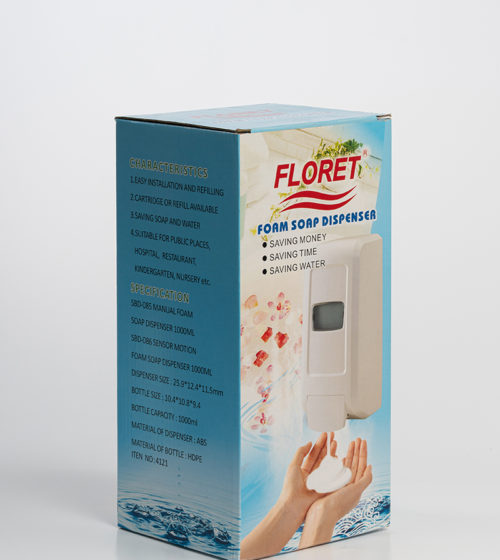 CHARACTERISTICS
1.EASY INSTALLATION AND REFILLING
2.CARTRIDGE OR REFILL AVAILABLE
3.SAVING SOAP AND WATER
4.SUITABLE FOR PUBLIC PLACES,
HOSPITAL, RESTAURANT,
KINDERGARTEN, NURSERY etc.
SPECIFICATION
SBD-085 MANUAL FOAM
SOAP DISPENSER 1000ML
SBD-086 SENSOR MOTION
FOAM SOAP DISPENSER 1000ML
DISPENSER SIZE : 25.9*12.4*11.5mm
BOTTLE SIZE : 10.4*10.8*9.4
BOTTLE CAPACITY : 1000ml
MATERIAL OF DISPENSER : ABS
MATERIAL OF BOTTLE : HDPE
ITEN NO : 4121
FLORET®
FOAM SOAP DISPENSER
● SAVING MONEY
● SAVING TIME
● SAVING WATER